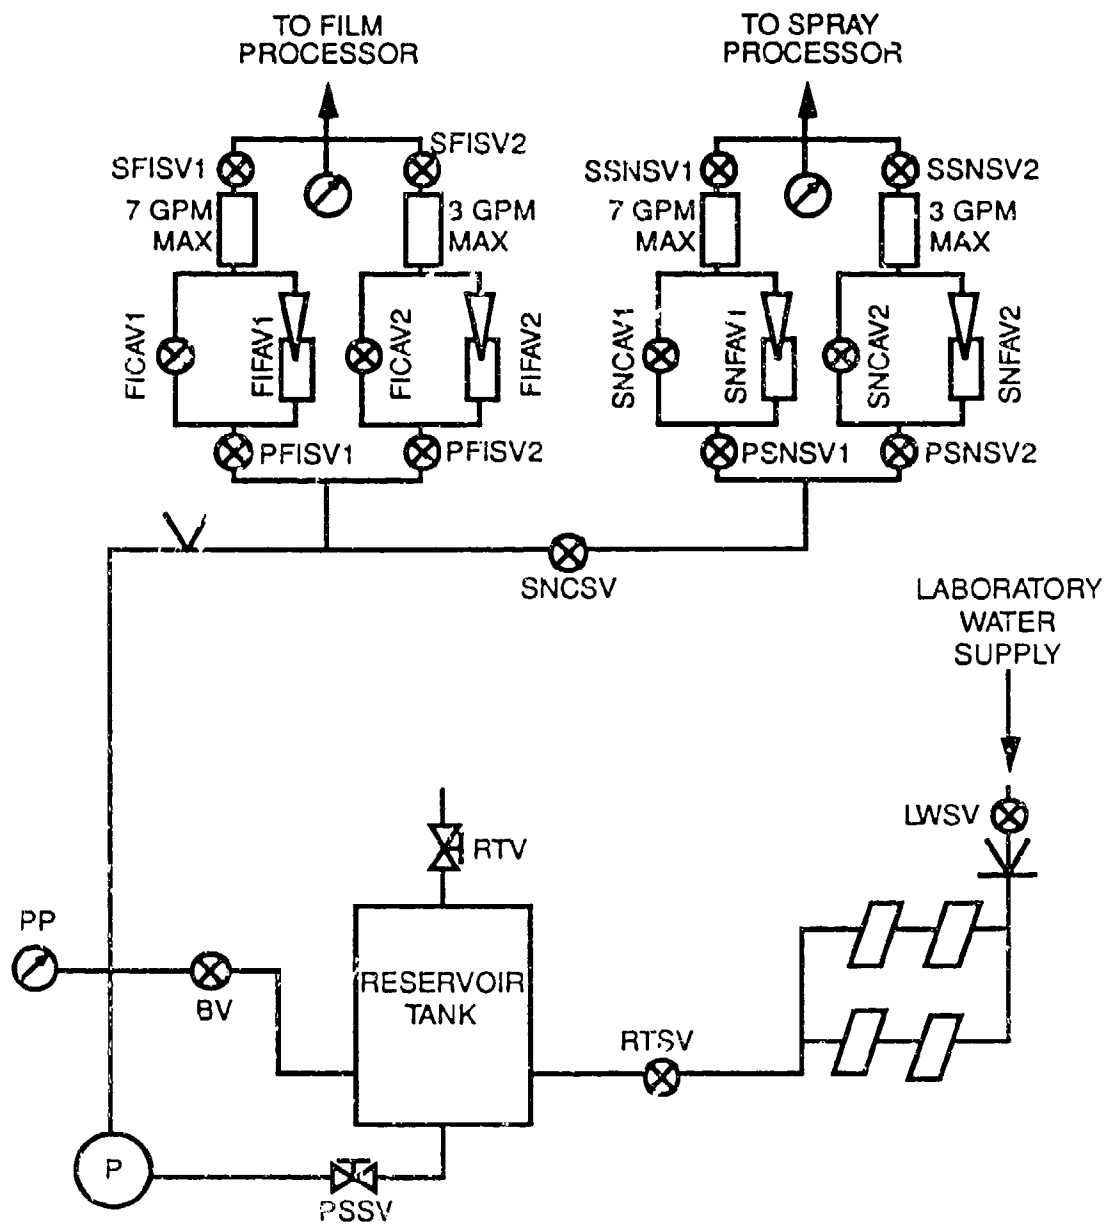 TO FILM
PROCESSOR
TO SPRAY
PROCESSOR
SFISV1
SFISV2
SSNSV1
SSNSV2
7 GPM
MAX
3 GPM
MAX
7 GPM
MAX
3 GPM
MAX
FICAV1
FIFAV1
FICAV2
FIFAV2
SNCAV1
SNFAV1
SNCAV2
SNFAV2
PFISV1
PFISV2
PSNSV1
PSNSV2
SNCSV
LABORATORY
WATER
SUPPLY
LWSV
RTV
PP
BV
RESERVOIR
TANK
RTSV
P
PSSV